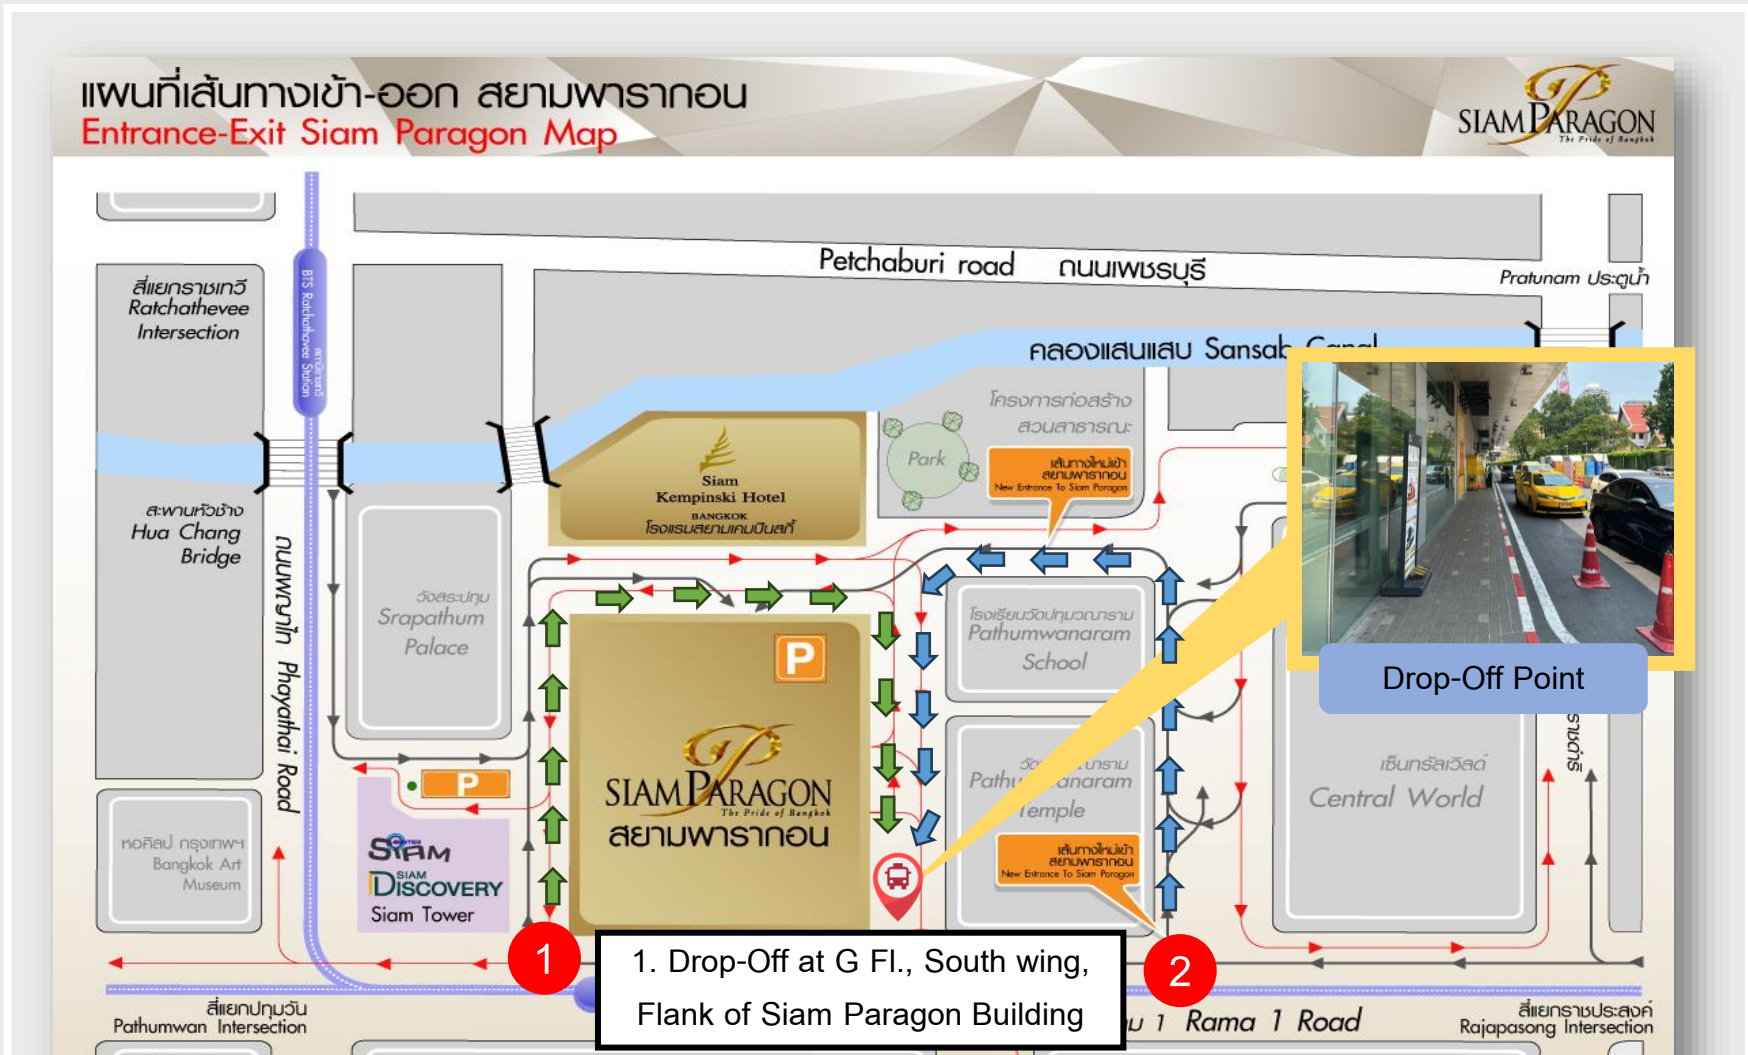 แผนที่เส้นทางเข้า-ออก สยามพารากอน
Entrance-Exit Siam Paragon Map
SIAM PARAGON
The Pride of Bangkok
Petchaburi road ถนนเพชรบุรี
Pratunam ประตูน้ำ
สี่แยกราชเทวี
Ratchathevee
Intersection
BTS Ratchathavee Station
สถานีราชเทวี
คลองแสนแสบ Sansab Canal
โครงการก่อสร้าง
สวนสาธารณะ
Park
เส้นทางใหม่เข้า
สยามพารากอน
New Entrance To Siam Paragon
Siam
Kempinski Hotel
BANGKOK
โรงแรมสยามเคมปินสกี้
สะพานหัวช้าง
Hua Chang
Bridge
ถนนพญาไท Phayathai Road
วังสระปทุม
Srapathum
Palace
P
โรงเรียนวัดปทุมวนาราม
Pathumwanaram
School
Drop-Off Point
P
SIAM PARAGON
The Pride of Bangkok
สยามพารากอน
Temple
เซ็นทรัลเวิลด์
Central World
หอศิลป์ กรุงเทพฯ
Bangkok Art
Museum
SIAM
SIAM
DISCOVERY
Siam Tower
เส้นทางใหม่เข้า
สยามพารากอน
New Entrance To Siam Paragon
1
2
1. Drop-Off at G Fl., South wing,
Flank of Siam Paragon Building
สี่แยกปทุมวัน
Pathumwan Intersection
1 Rama 1 Road
สี่แยกราชประสงค์
Rajapasong Intersection